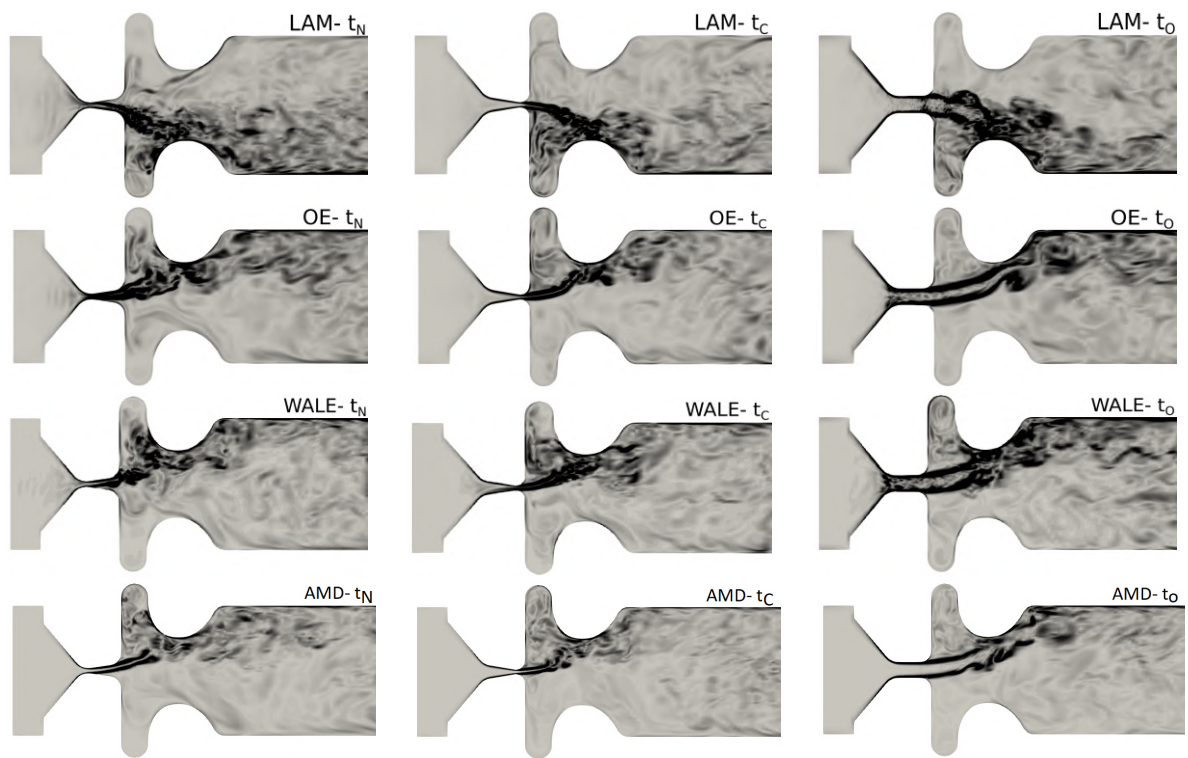 LAM- tN
LAM- tC
LAM- tO
OE- tN
OE- tC
OE- tO
WALE- tN
WALE- tC
WALE- tO
AMD- tN
AMD- tC
AMD- to